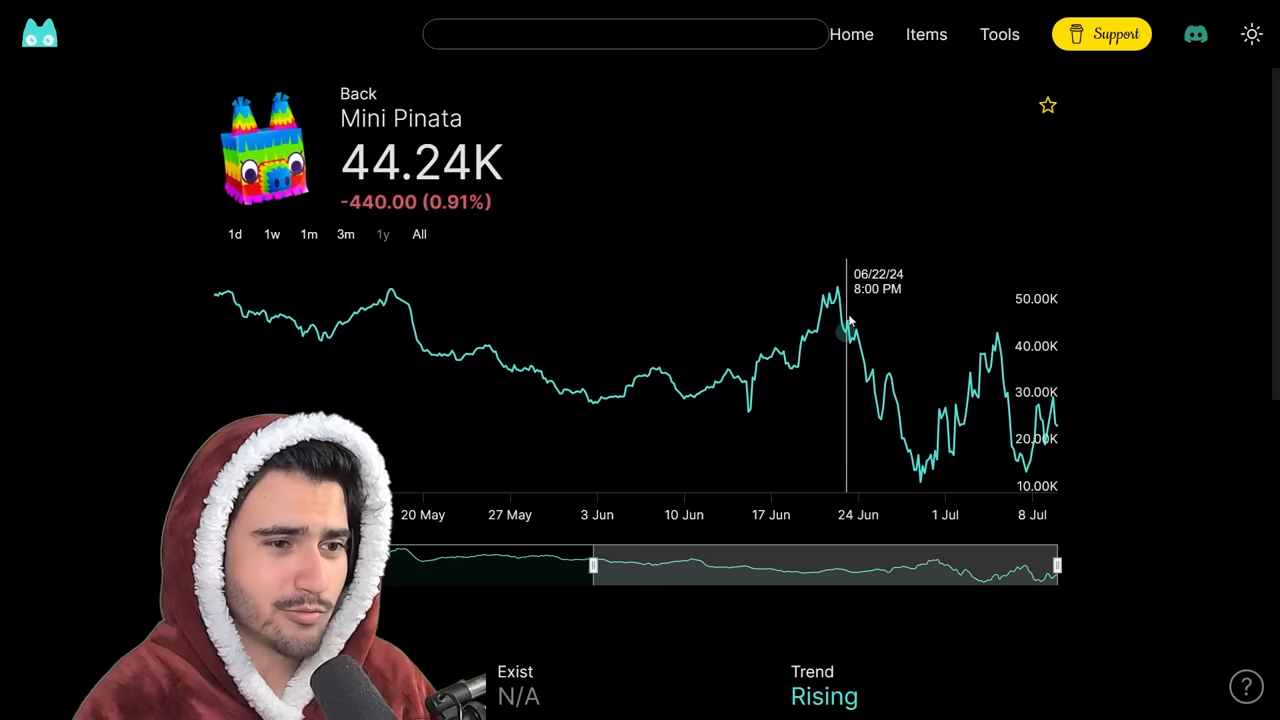 Home Items Tools Support
Back
Mini Pinata
44.24K
-440.00 (0.91%)
1d 1w 1m 3m 1y All
06/22/24
8:00 PM
50.00K
40.00K
30.00K
20.00K
10.00K
20 May 27 May 3 Jun 10 Jun 17 Jun 24 Jun 1 Jul 8 Jul
Exist Trend
N/A Rising
?